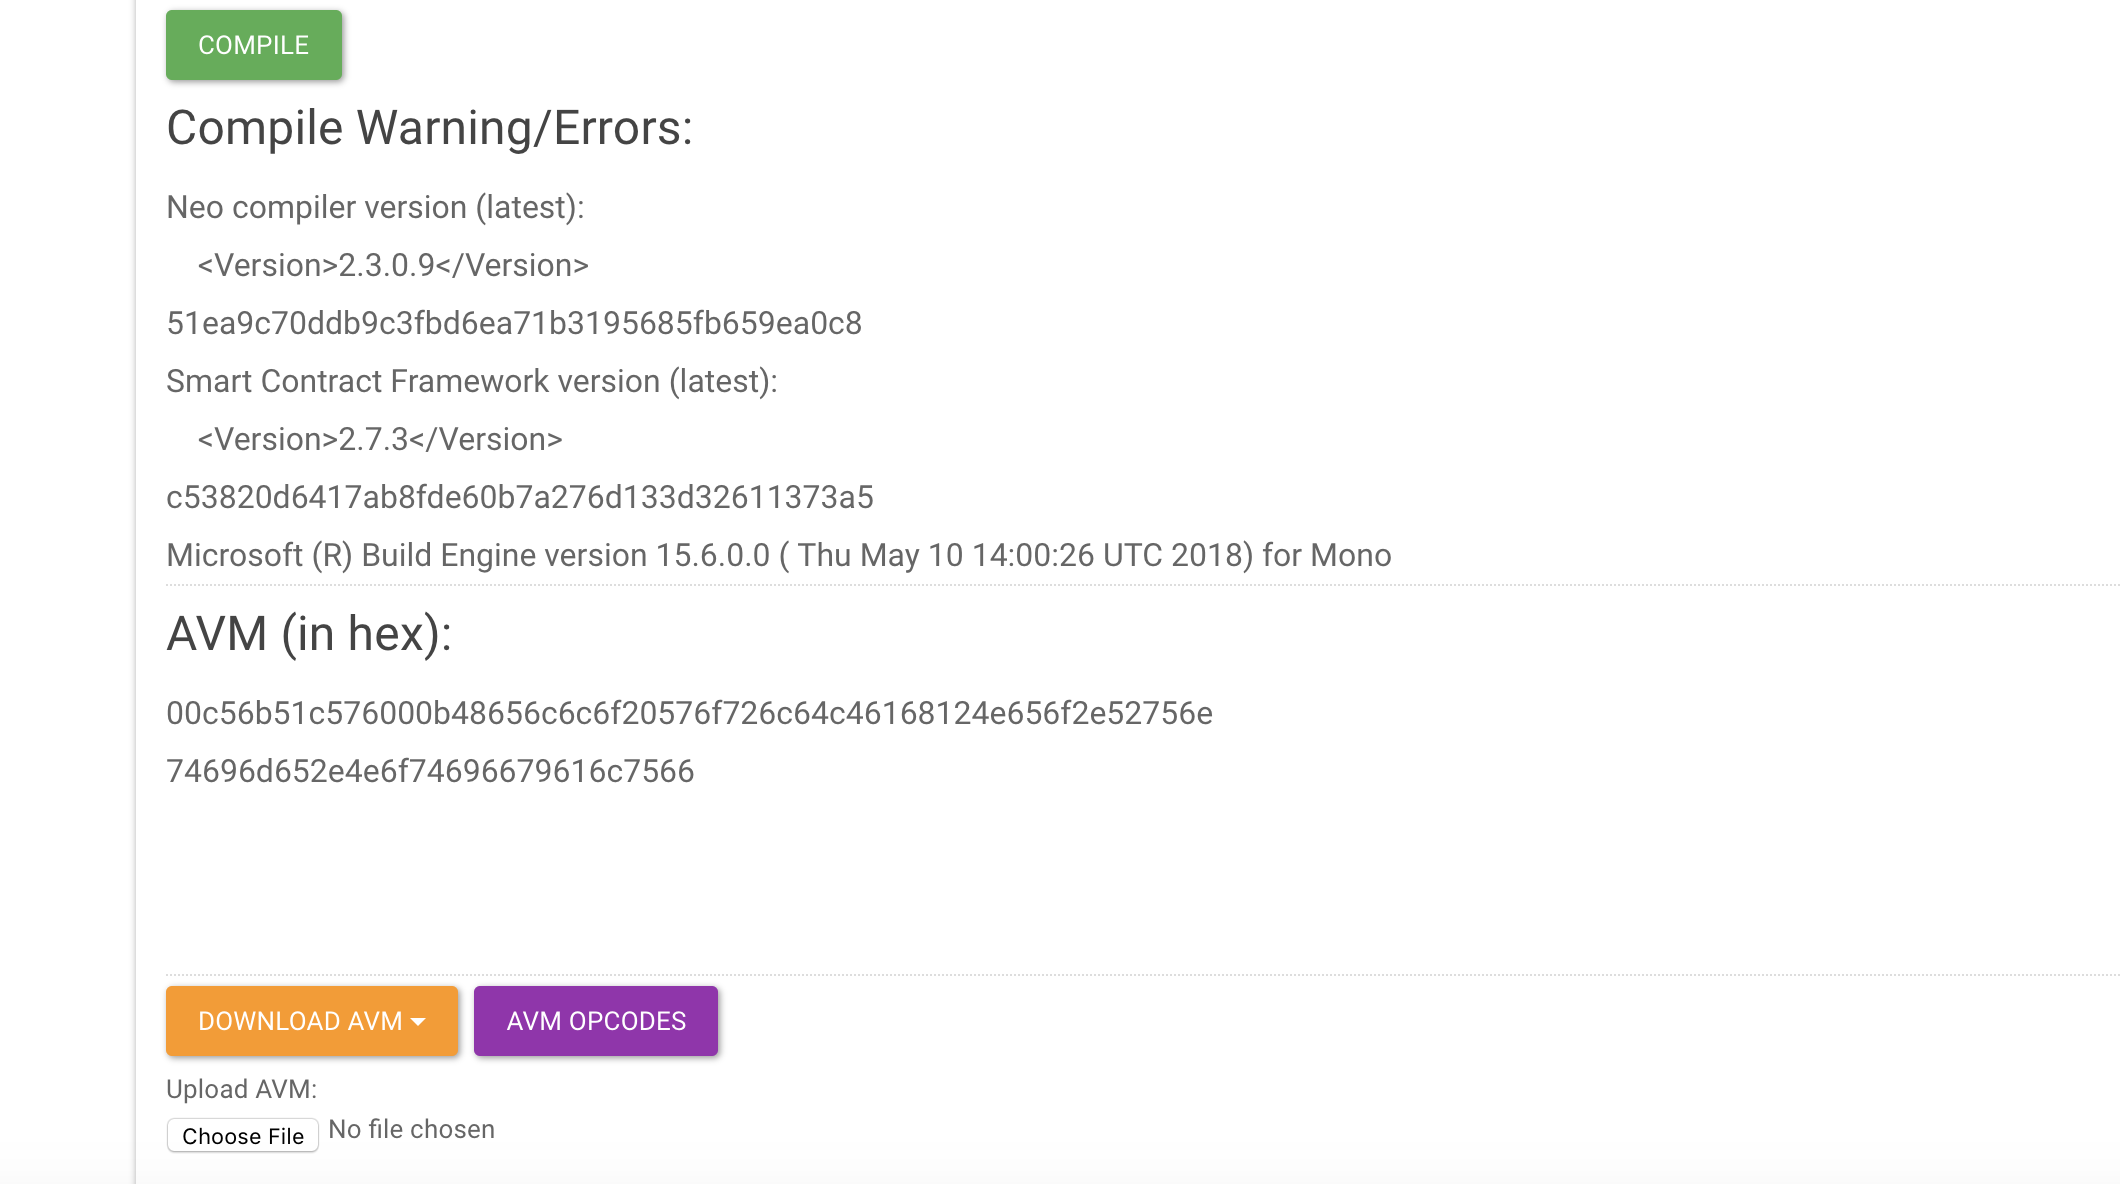 COMPILE
Compile Warning/Errors:
Neo compiler version (latest):
<Version>2.3.0.9</Version>
51ea9c70ddb9c3fbd6ea71b3195685fb659ea0c8
Smart Contract Framework version (latest):
<Version>2.7.3</Version>
c53820d6417ab8fde60b7a276d133d32611373a5
Microsoft (R) Build Engine version 15.6.0.0 ( Thu May 10 14:00:26 UTC 2018) for Mono
AVM (in hex):
00c56b51c576000b48656c6c6f20576f726c64c46168124e656f2e52756e
74696d652e4e6f74696679616c7566
DOWNLOAD AVM
AVM OPCODES
Upload AVM:
Choose File No file chosen